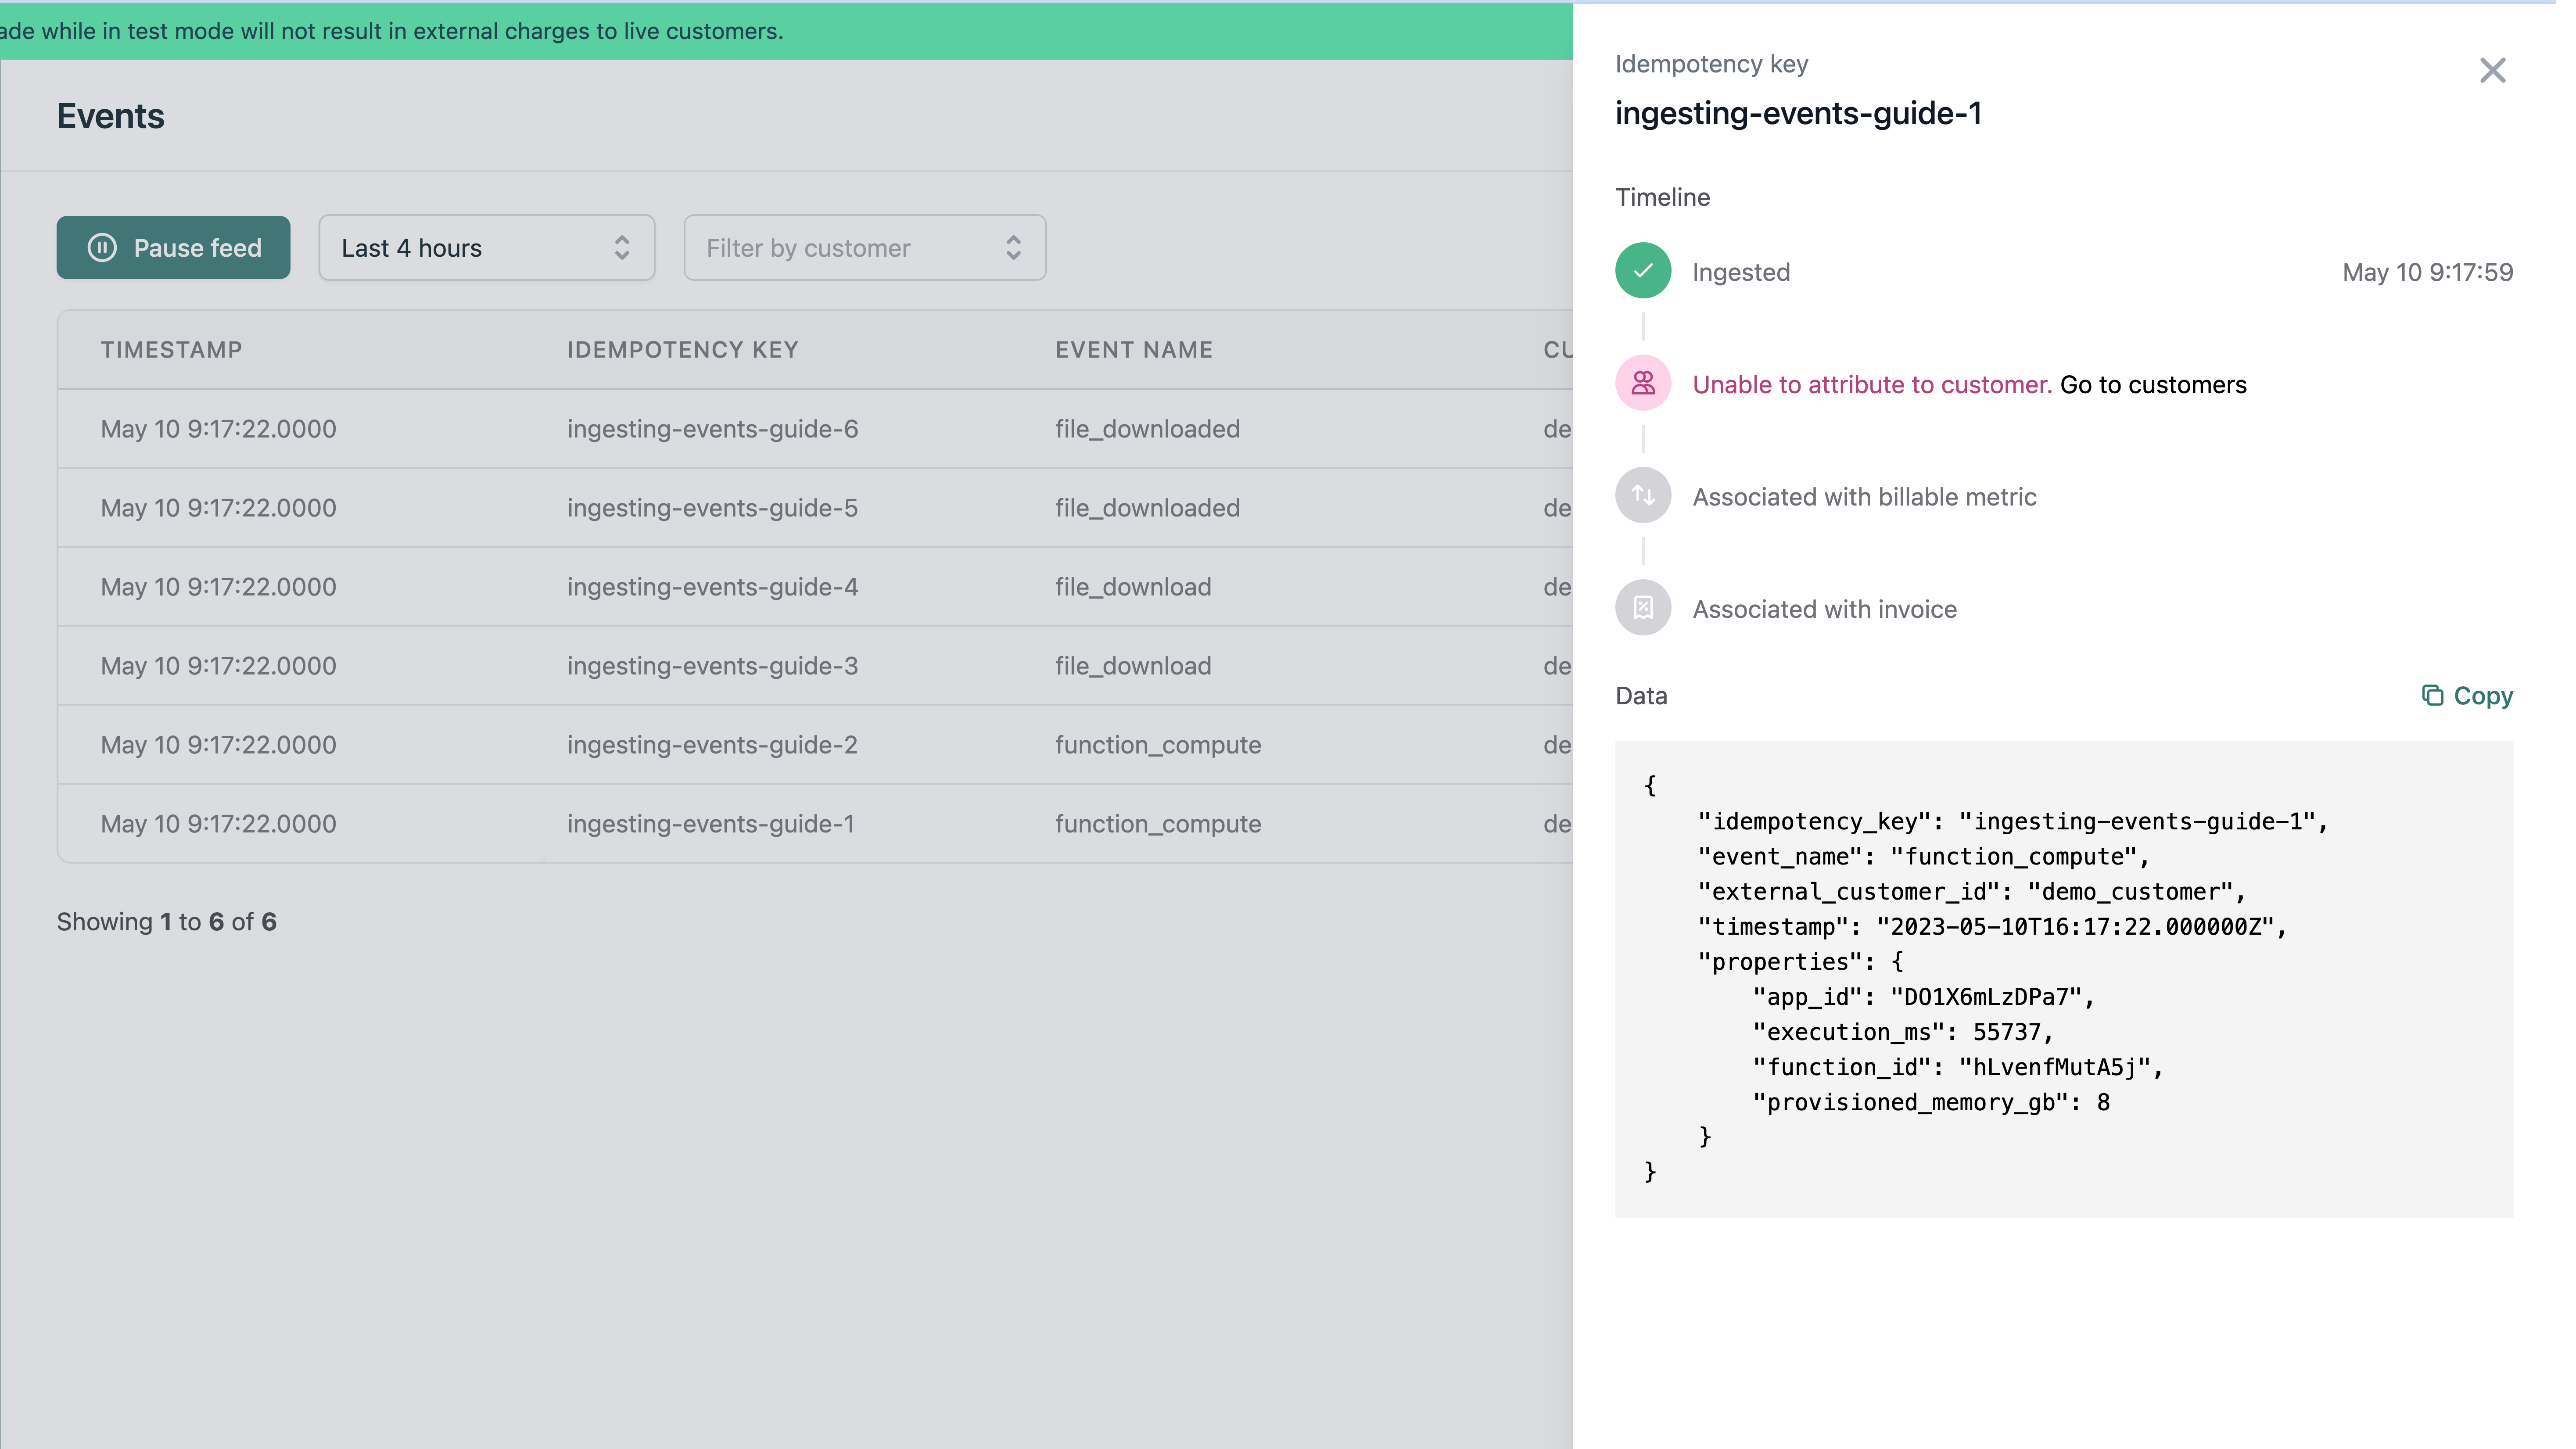 while in test mode will not result in external charges to live customers.
Events
Pause feed
Last 4 hours
Filter by customer
TIMESTAMP IDEMPOTENCY KEY EVENT NAME
May 10 9:17:22.0000 ingesting-events-guide-6 file_downloaded
May 10 9:17:22.0000 ingesting-events-guide-5 file_downloaded
May 10 9:17:22.0000 ingesting-events-guide-4 file_download
May 10 9:17:22.0000 ingesting-events-guide-3 file_download
May 10 9:17:22.0000 ingesting-events-guide-2 function_compute
May 10 9:17:22.0000 ingesting-events-guide-1 function_compute
Showing 1 to 6 of 6
Idempotency key
ingesting-events-guide-1
Timeline
Ingested May 10 9:17:59
Unable to attribute to customer. Go to customers
Associated with billable metric
Associated with invoice
Data Copy
{
"idempotency_key": "ingesting-events-guide-1",
"event_name": "function_compute",
"external_customer_id": "demo_customer",
"timestamp": "2023-05-10T16:17:22.000000Z",
"properties": {
"app_id": "DO1X6mLzDPa7",
"execution_ms": 55737,
"function_id": "hLvenfMutA5j",
"provisioned_memory_gb": 8
}
}